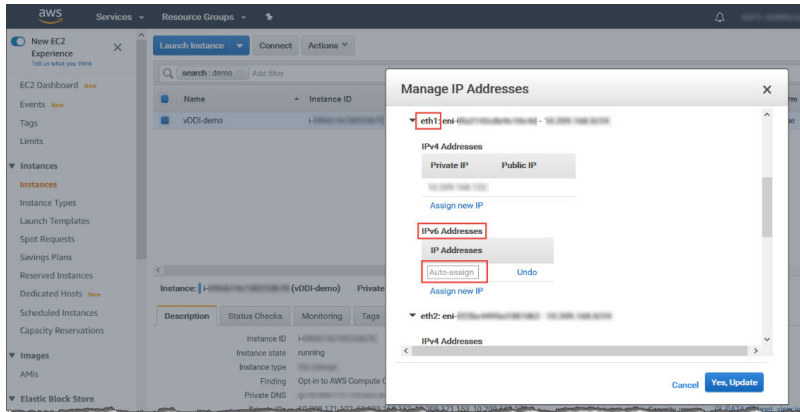 aws
Services
Resource Groups
New EC2
Experience
Tell us what you think
EC2 Dashboard New
Events New
Tags
Limits
Instances
Instances
Instance Types
Launch Templates
Spot Requests
Savings Plans
Reserved Instances
Dedicated Hosts New
Scheduled Instances
Capacity Reservations
Images
AMIs
Elastic Block Store
Launch Instance
Connect
Actions
search : demo
Add filter
Name
Instance ID
vDDI-demo
i-
Instance: i-
(vDDI-demo)
Private
Description
Status Checks
Monitoring
Tags
Instance ID
Instance state running
Instance type
Finding Opt-in to AWS Compute
Private DNS
Manage IP Addresses
eth1: eni-
IPv4 Addresses
Private IP Public IP
Assign new IP
IPv6 Addresses
IP Addresses
Auto-assign Undo
Assign new IP
eth2: eni-
IPv4 Addresses
Cancel Yes, Update